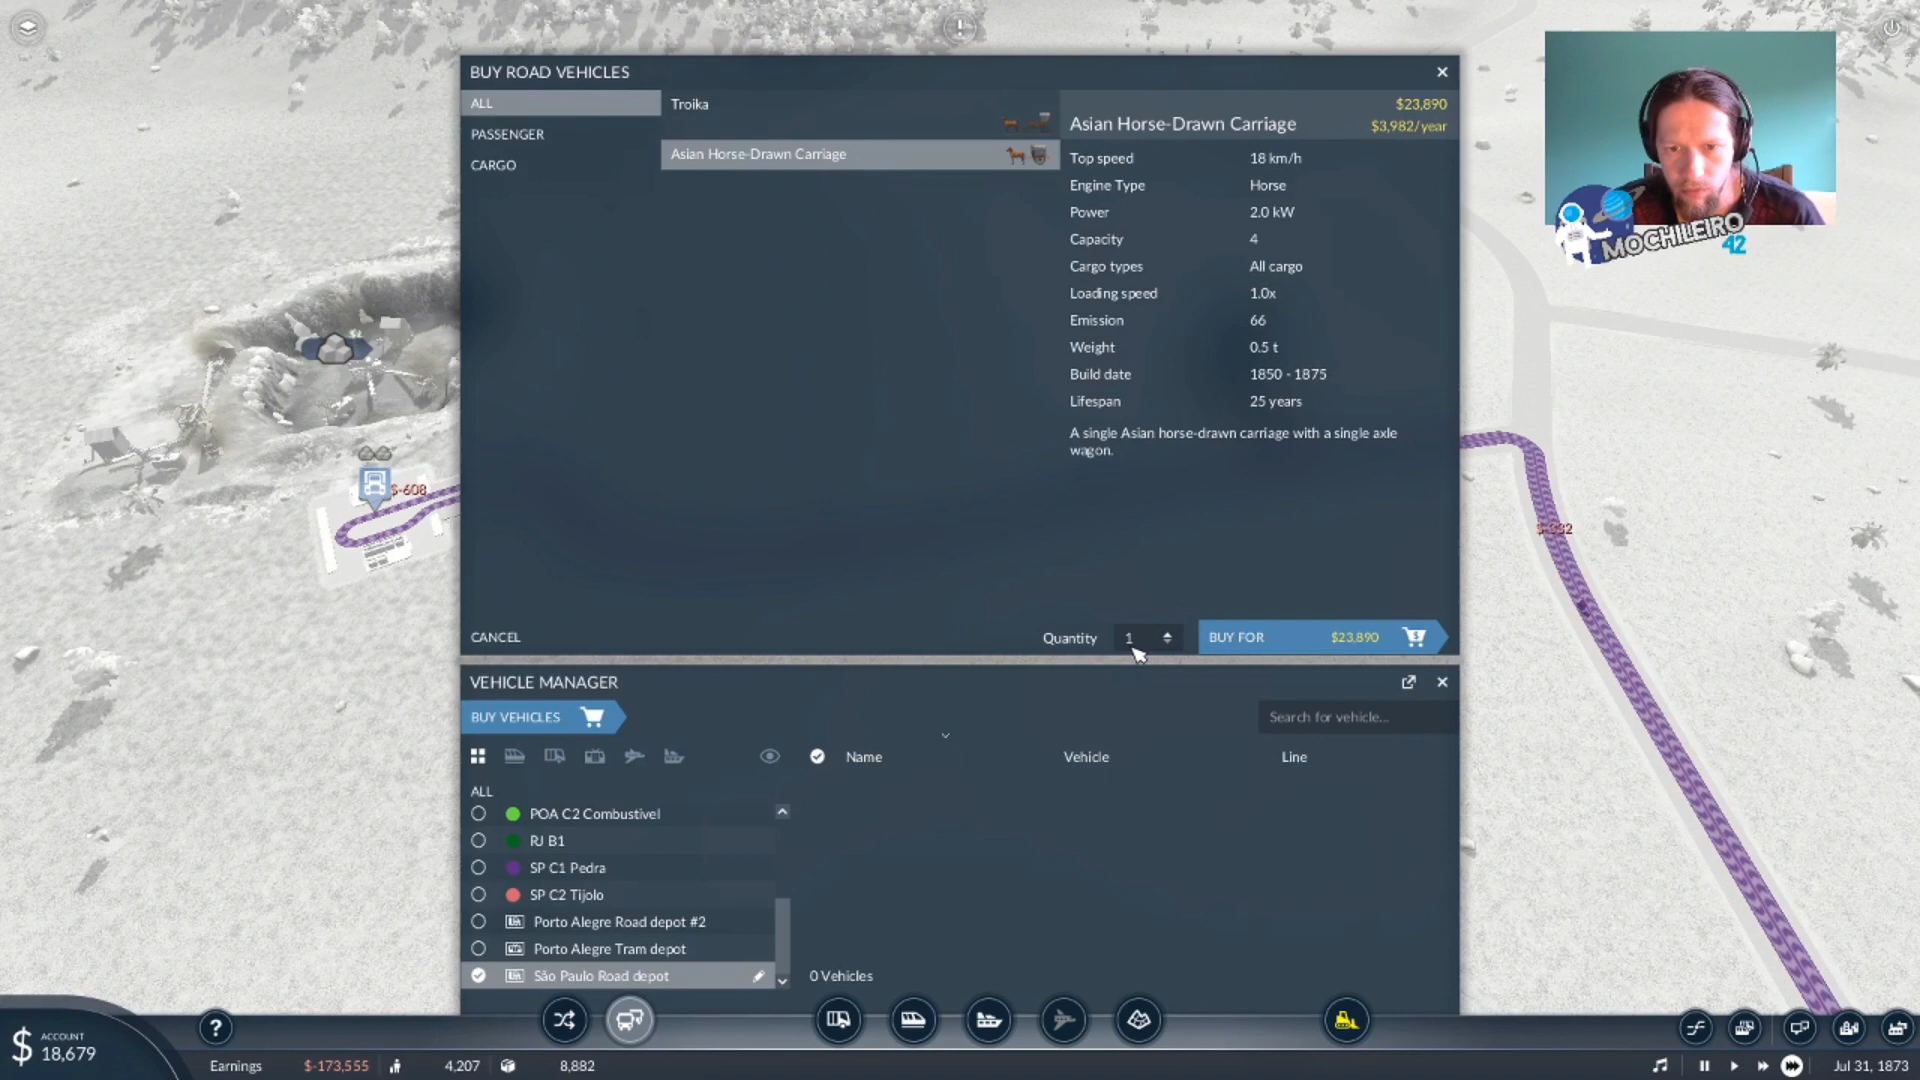 BUY ROAD VEHICLES
ALL
PASSENGER
CARGO
Troika
Asian Horse-Drawn Carriage
$23,890
Asian Horse-Drawn Carriage
$3,982/year
Top speed 18 km/h
Engine Type Horse
Power 2.0 kW
Capacity 4
Cargo types All cargo
Loading speed 1.0x
Emission 66
Weight 0.5 t
Build date 1850 - 1875
Lifespan 25 years
A single Asian horse-drawn carriage with a single axle
wagon.
CANCEL
Quantity 1
BUY FOR $23,890
MOCHILEIRO
42
$-608
VEHICLE MANAGER
BUY VEHICLES
Search for vehicle...
Name Vehicle Line
ALL
POA C2 Combustivel
RJ B1
SP C1 Pedra
SP C2 Tijolo
Porto Alegre Road depot #2
Porto Alegre Tram depot
São Paulo Road depot
0 Vehicles
?
$ ACCOUNT
18,679
Earnings $-173,555 4,207 8,882
Jul 31, 1873